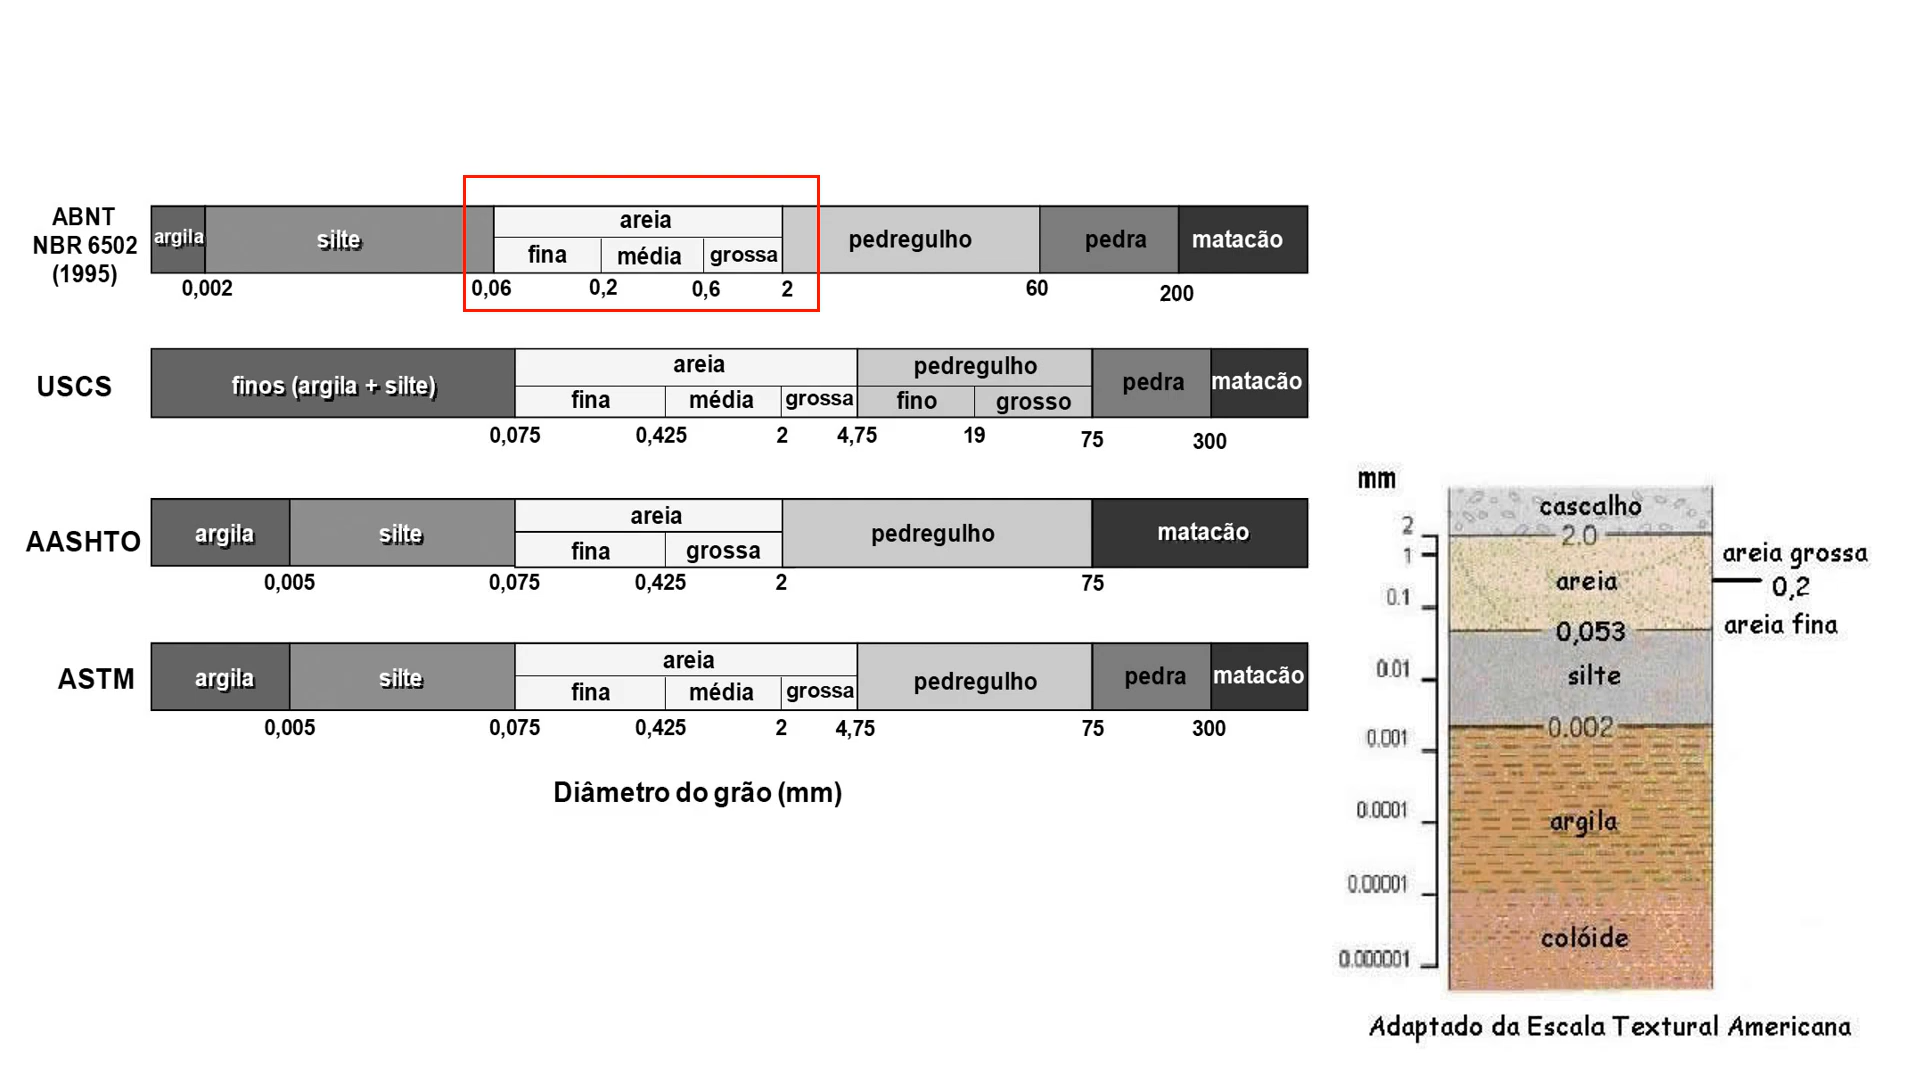 ABNT
NBR 6502
(1995)
argila
silte
areia
fina
média
grossa
pedregulho
pedra
matacão
0,002
0,06
0,2
0,6
2
60
200
USCS
finos (argila + silte)
areia
fina
média
grossa
pedregulho
fino
grosso
pedra
matacão
0,075
0,425
2
4,75
19
75
300
AASHTO
argila
silte
areia
fina
grossa
pedregulho
matacão
0,005
0,075
0,425
2
75
ASTM
argila
silte
areia
fina
média
grossa
pedregulho
pedra
matacão
0,005
0,075
0,425
2
4,75
75
300
Diâmetro do grão (mm)
mm
2
1
0.1
0.01
0.001
0.0001
0.00001
0.000001
cascalho
2.0
areia
0,053
silte
0.002
argila
colóide
areia grossa
0,2
areia fina
Adaptado da Escala Textural Americana